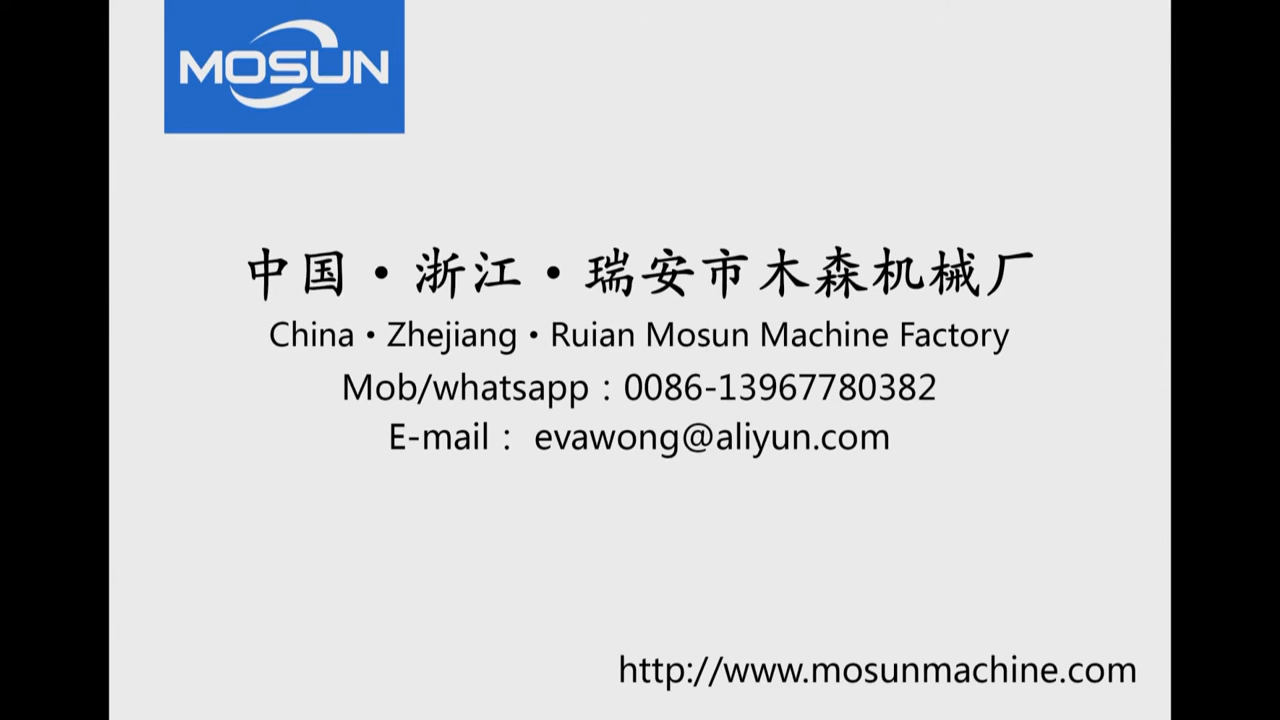 MOSUN
中国·浙江·瑞安市木森机械厂
China·Zhejiang·Ruian Mosun Machine Factory
Mob/whatsapp：0086-13967780382
E-mail： evawong@aliyun.com
http://www.mosunmachine.com